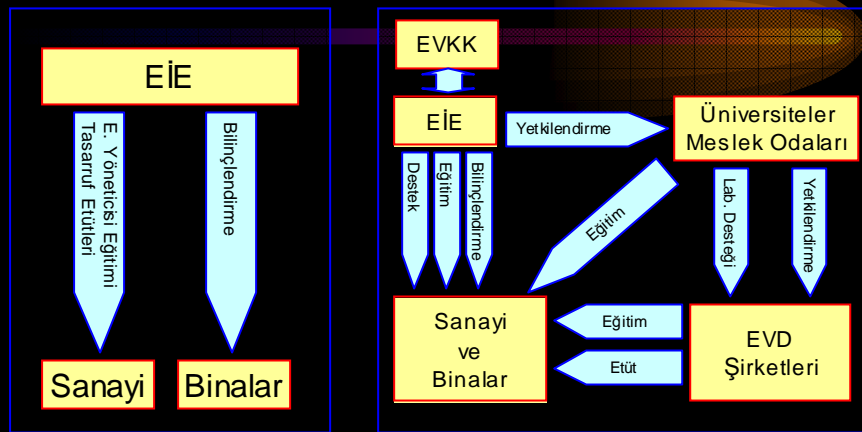 EİE
E. Yöneticisi Eğitimi
Tasarruf Etütleri
Bilinçlendirme
Sanayi
Binalar
EVKK
EİE
Yetkilendirme
Üniversiteler
Meslek Odaları
Destek
Eğitim
Bilinçlendirme
Eğitim
Lab. Desteği
Yetkilendirme
Sanayi
ve
Binalar
Eğitim
Etüt
EVD
Şirketleri